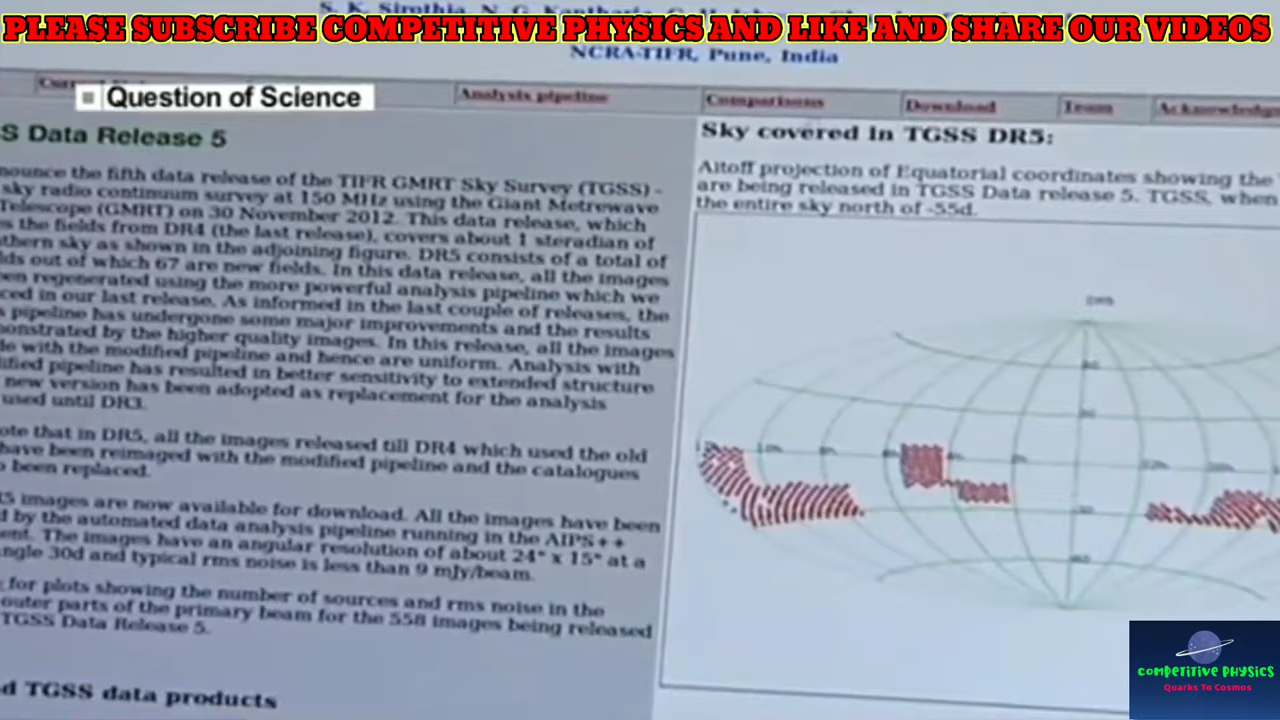 S. K. Sirothia, N. G. Kantharia,
PLEASE SUBSCRIBE COMPETITIVE PHYSICS AND LIKE AND SHARE OUR VIDEOS
NCRA-TIFR, Pune, India
Question of Science
Analysis pipeline
Comparisons
Download
Team
S Data Release 5
nounce the fifth data release of the TIFR GMRT Sky Survey (TGSS) -
sky radio continuum survey at 150 MHz using the Giant Metrewave
Telescope (GMRT) on 30 November 2012. This data release, which
s the fields from DR4 (the last release), covers about 1 steradian of
thern sky as shown in the adjoining figure. DR5 consists of a total of
lds out of which 67 are new fields. In this data release, all the images
en regenerated using the more powerful analysis pipeline which we
ced in our last release. As informed in the last couple of releases, the
s pipeline has undergone some major improvements and the results
monstrated by the higher quality images. In this release, all the images
de with the modified pipeline and hence are uniform. Analysis with
ified pipeline has resulted in better sensitivity to extended structure
new version has been adopted as replacement for the analysis
used until DR3.
ote that in DR5, all the images released till DR4 which used the old
have been reimaged with the modified pipeline and the catalogues
o been replaced.
5 images are now available for download. All the images have been
d by the automated data analysis pipeline running in the AIPS++
ent. The images have an angular resolution of about 24" x 15" at a
ngle 30d and typical rms noise is less than 9 mJy/beam.
for plots showing the number of sources and rms noise in the
outer parts of the primary beam for the 558 images being released
TGSS Data Release 5.
d TGSS data products
Sky covered in TGSS DR5:
Aitoff projection of Equatorial coordinates showing the
are being released in TGSS Data release 5. TGSS, when
the entire sky north of -55d.
DR5
Competitive Physics
Quarks To Cosmos